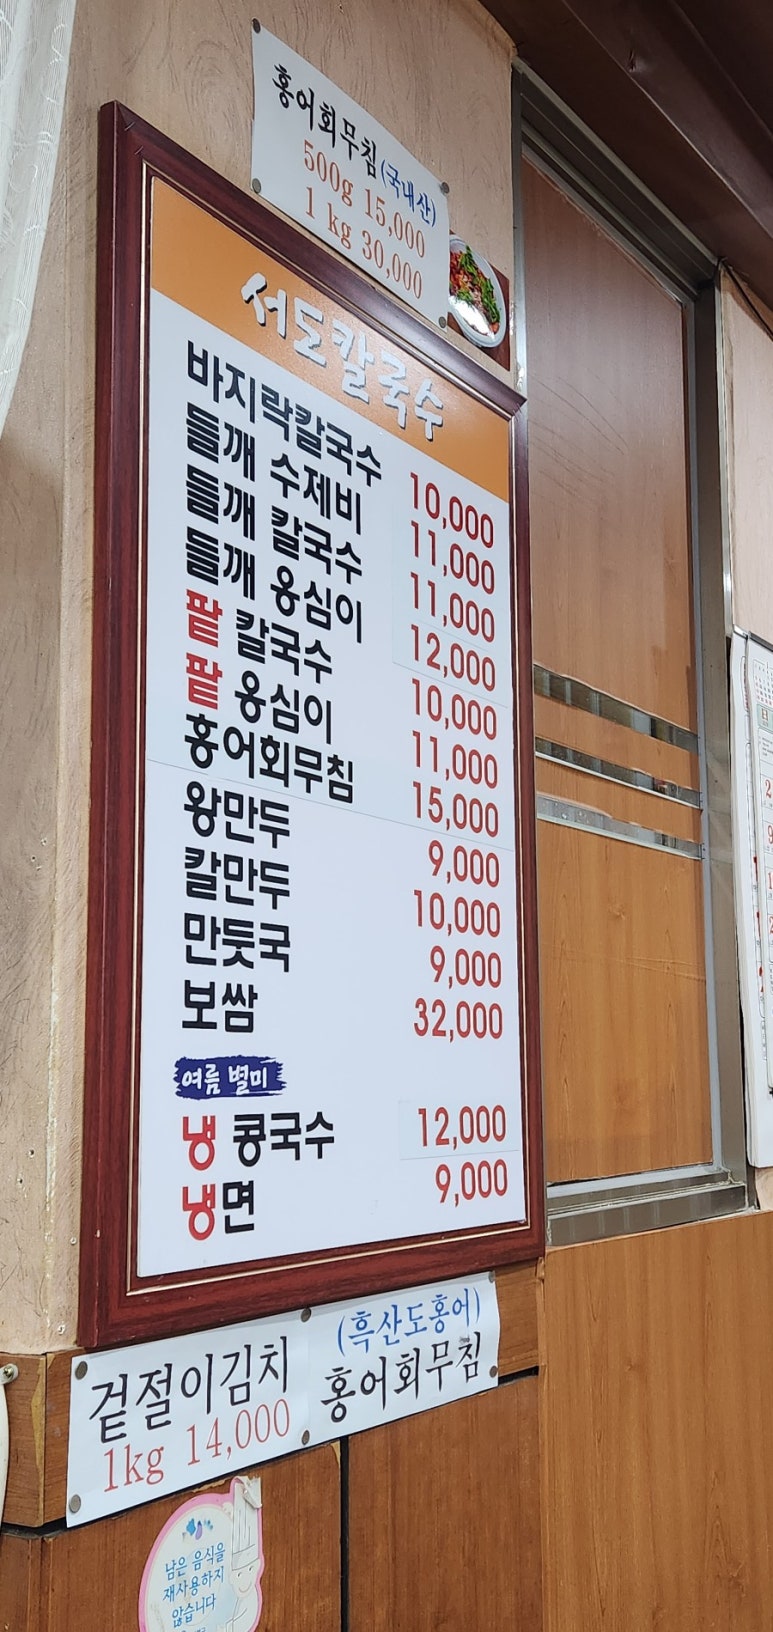 홍어회무침(국내산)
500g 15,000
1 kg 30,000
서도칼국수
바지락칼국수 10,000
들깨 수제비 11,000
들깨 칼국수 11,000
들깨 옹심이 12,000
팥 칼국수 10,000
팥 옹심이 11,000
홍어회무침 15,000
왕만두 9,000
칼만두 10,000
만둣국 9,000
보쌈 32,000
여름 별미
냉 콩국수 12,000
냉면 9,000
겉절이김치
1kg 14,000
(흑산도홍어)
홍어회무침
남은 음식을
재사용하지
않습니다